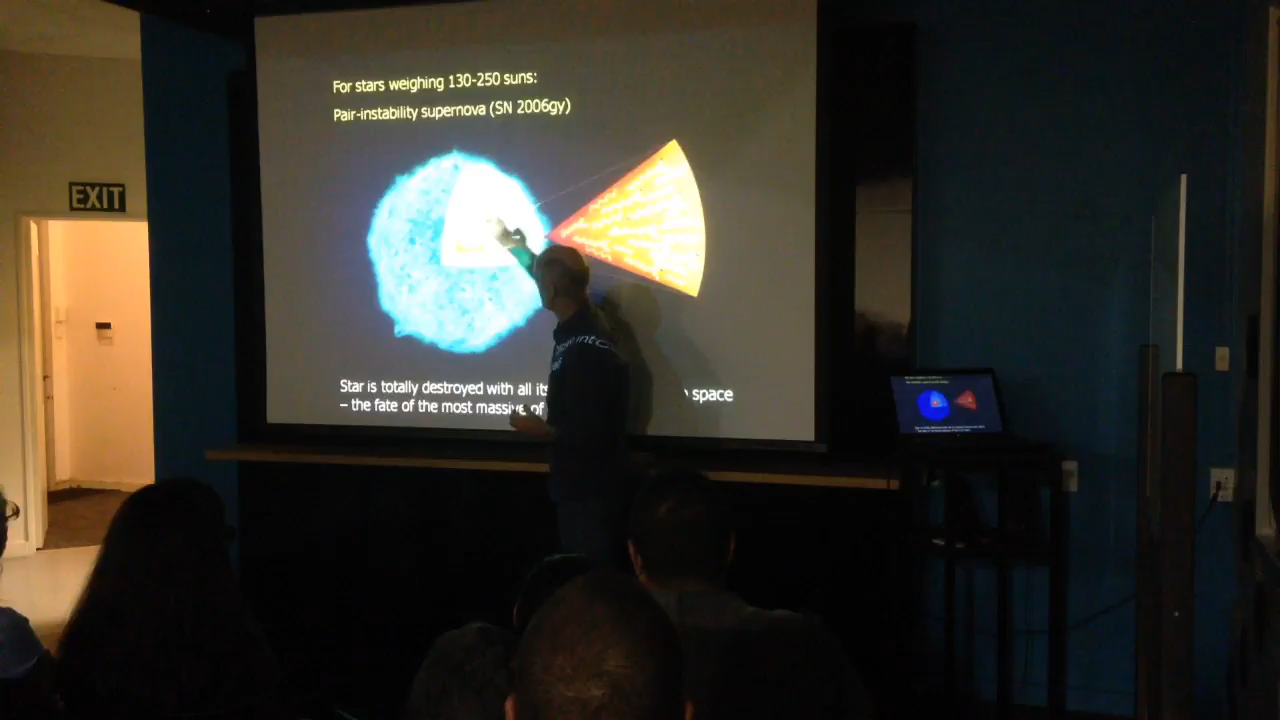 For stars weighing 130-250 suns:
Pair-instability supernova (SN 2006gy)
EXIT
Star is totally destroyed with all its space
– the fate of the most massive of